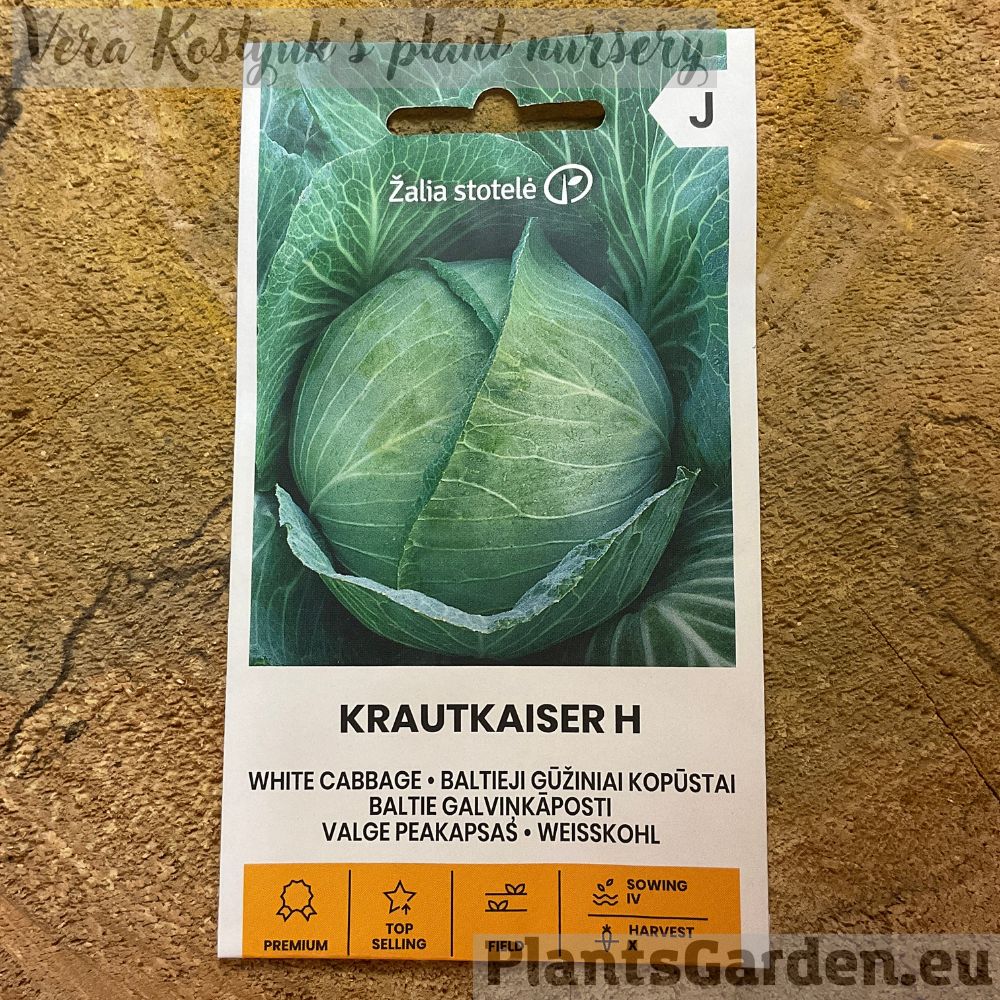 Vera Kostyuk's plant nursery
J
Žalia stotelė
KRAUTKAISER H
WHITE CABBAGE • BALTIEJI GŪŽINIAI KOPŪSTAI
BALTIE GALVIŅKĀPOSTI
VALGE PEAKAPSAS • WEISSKOHL
PREMIUM
TOP
SELLING
FIELD
SOWING
IV
HARVEST
X
PlantsGarden.eu